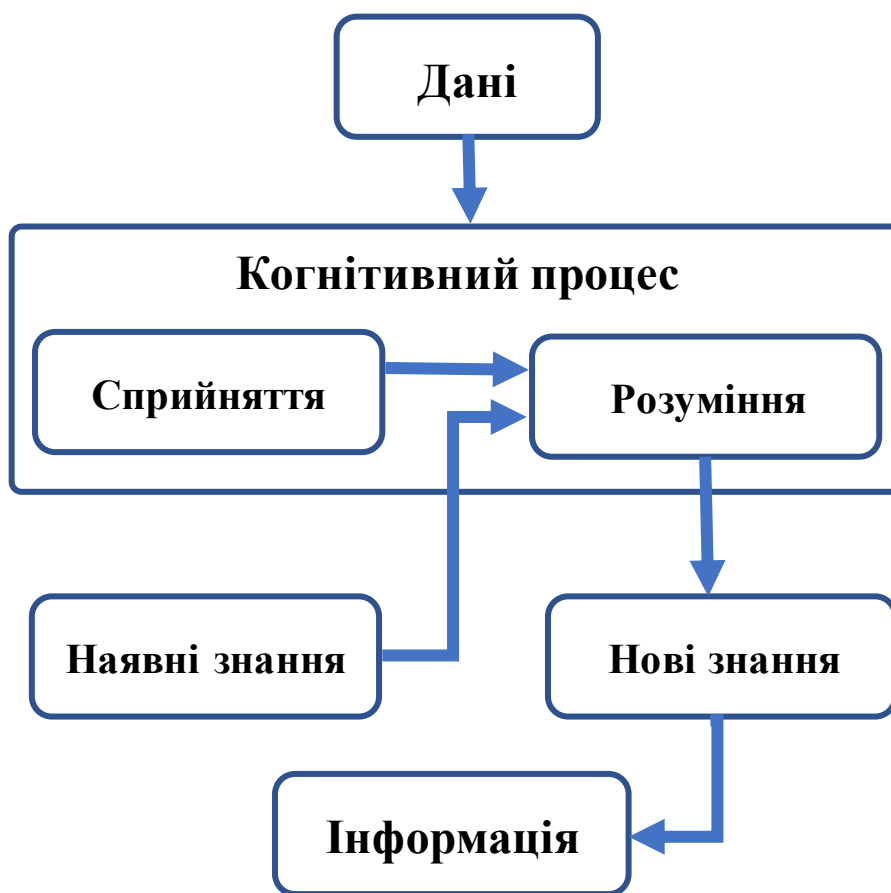 Дані
Когнітивний процес
Сприйняття
Розуміння
Наявні знання
Нові знання
Інформація